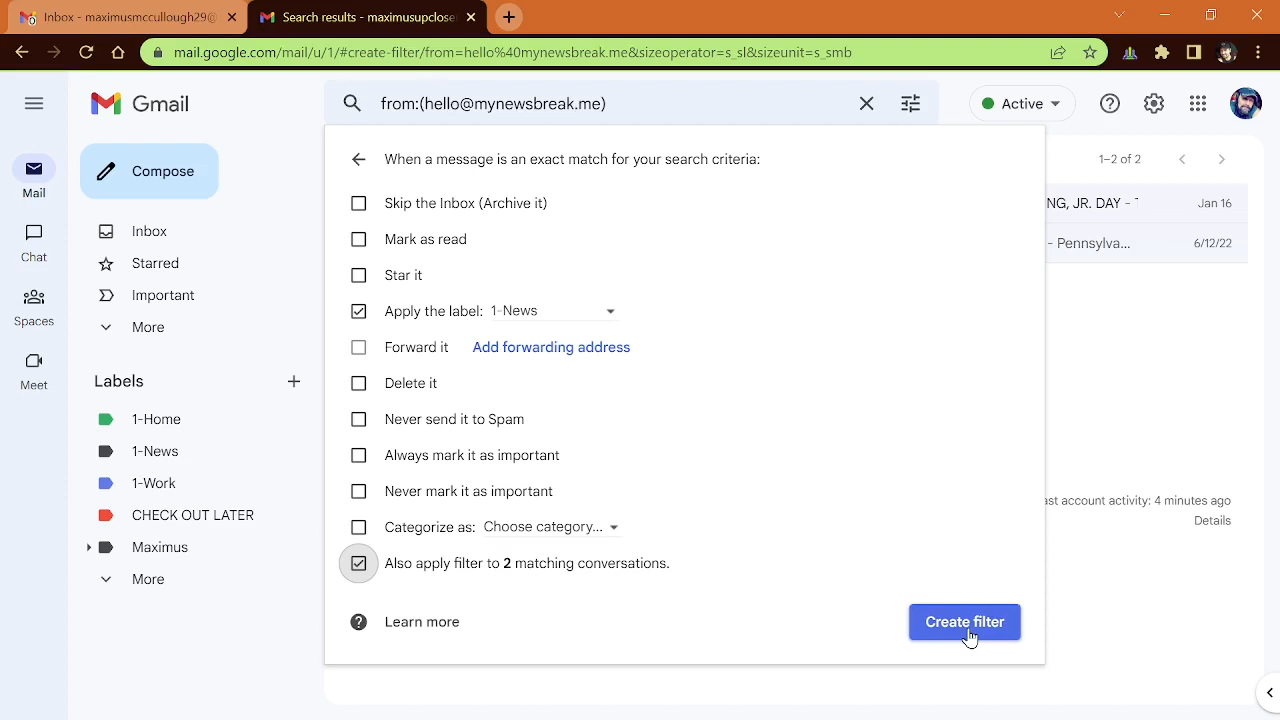 Inbox - maximusmccullough29@
Search results - maximusupclose
mail.google.com/mail/u/1/#create-filter/from=hello%40mynewsbreak.me&sizeoperator=s_sl&sizeunit=s_smb
Gmail
from:(hello@mynewsbreak.me)
Active
Mail
Chat
Spaces
Meet
Compose
Inbox
Starred
Important
More
Labels
1-Home
1-News
1-Work
CHECK OUT LATER
Maximus
More
When a message is an exact match for your search criteria:
Skip the Inbox (Archive it)
Mark as read
Star it
Apply the label: 1-News
Forward it Add forwarding address
Delete it
Never send it to Spam
Always mark it as important
Never mark it as important
Categorize as: Choose category...
Also apply filter to 2 matching conversations.
Learn more
Create filter
1–2 of 2
NG, JR. DAY - Jan 16
- Pennsylva... 6/12/22
ast account activity: 4 minutes ago
Details